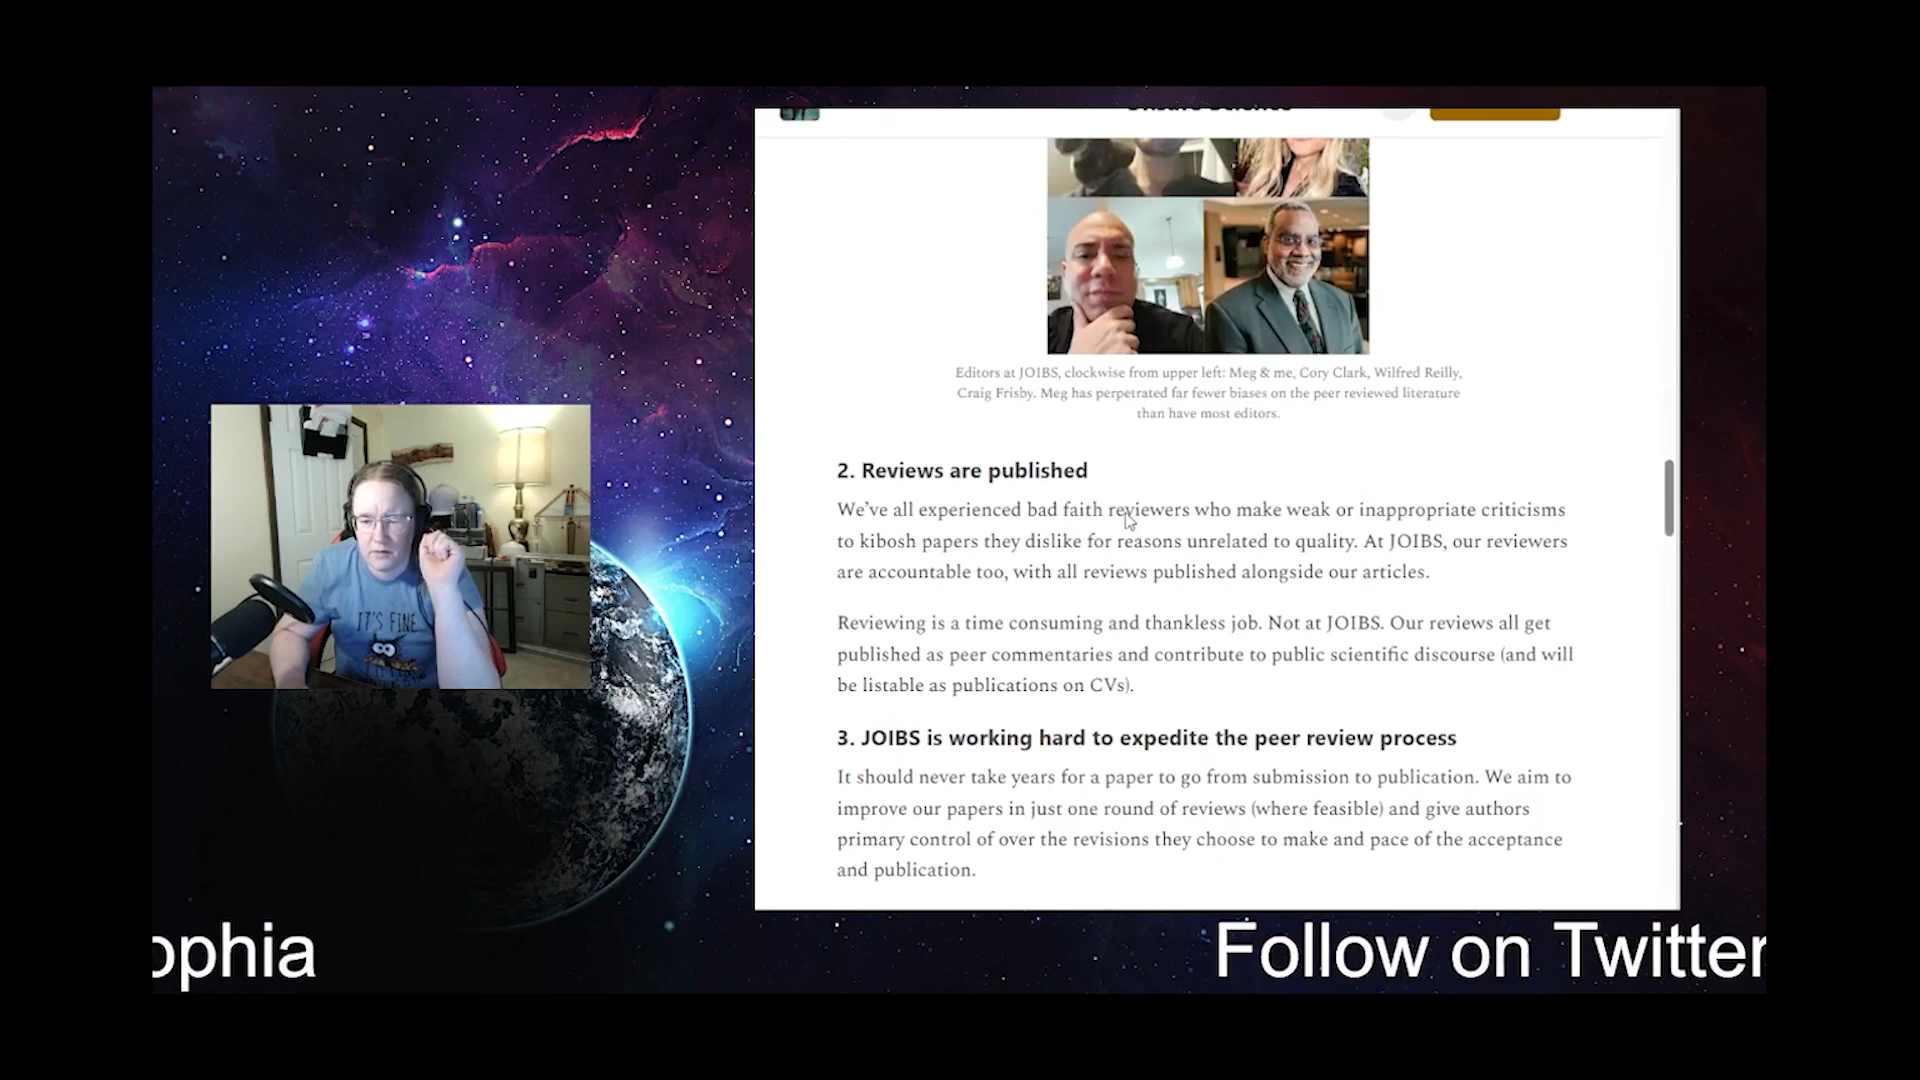 Unsafe Science
Editors at JOIBS, clockwise from upper left: Meg & me, Cory Clark, Wilfred Reilly,
Craig Frisby. Meg has perpetrated far fewer biases on the peer reviewed literature
than have most editors.
2. Reviews are published
We've all experienced bad faith reviewers who make weak or inappropriate criticisms
to kibosh papers they dislike for reasons unrelated to quality. At JOIBS, our reviewers
are accountable too, with all reviews published alongside our articles.
Reviewing is a time consuming and thankless job. Not at JOIBS. Our reviews all get
published as peer commentaries and contribute to public scientific discourse (and will
be listable as publications on CVs).
3. JOIBS is working hard to expedite the peer review process
It should never take years for a paper to go from submission to publication. We aim to
improve our papers in just one round of reviews (where feasible) and give authors
primary control of over the revisions they choose to make and pace of the acceptance
and publication.
IT'S FINE
ophia
Follow on Twitter